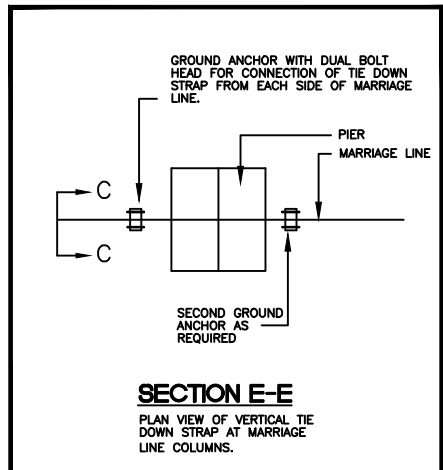 GROUND ANCHOR WITH DUAL BOLT
HEAD FOR CONNECTION OF TIE DOWN
STRAP FROM EACH SIDE OF MARRIAGE
LINE.
PIER
MARRIAGE LINE
C
C
SECOND GROUND
ANCHOR AS
REQUIRED
SECTION E-E
PLAN VIEW OF VERTICAL TIE
DOWN STRAP AT MARRIAGE
LINE COLUMNS.